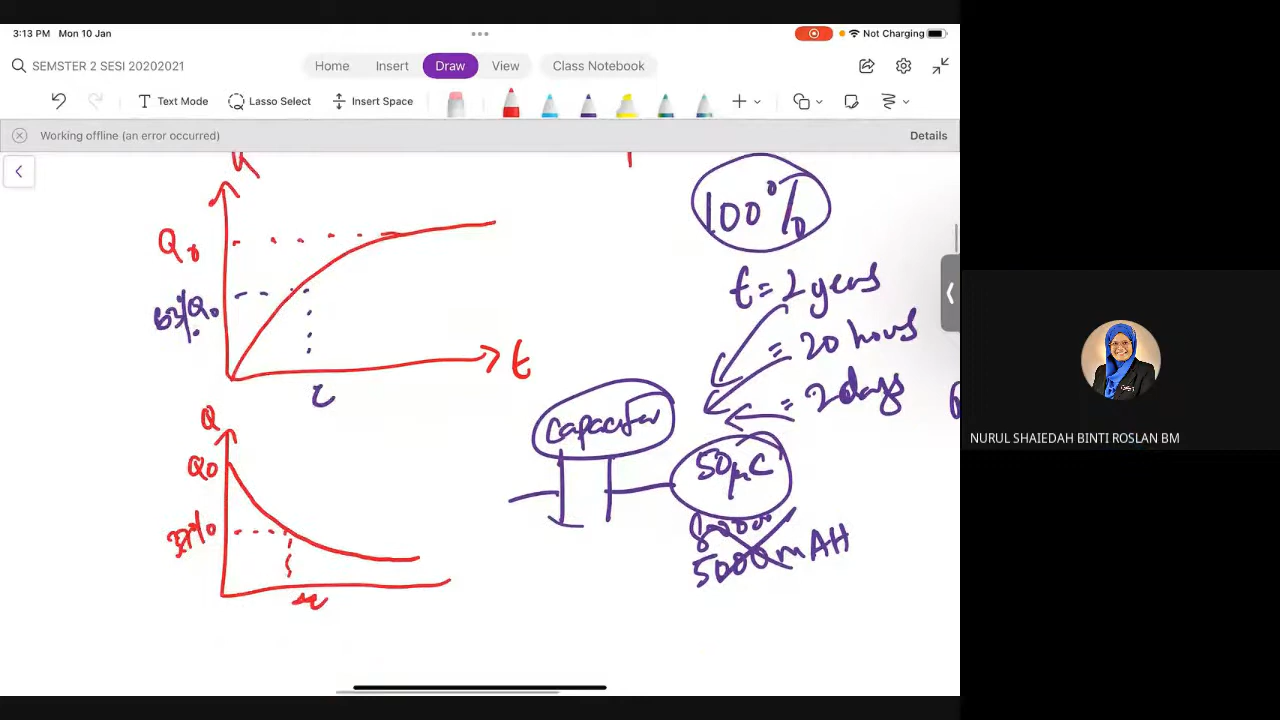 3:13 PM Mon 10 Jan
Not Charging
SEMSTER 2 SESI 20202021
Home Insert Draw View Class Notebook
Text Mode Lasso Select Insert Space
Working offline (an error occurred)
Details
100%
Q0
t = 2 years
63% Q0
= 20 hours
t
= 2 days
τ
capacitor
Q
Q0
50μC
37%
5000mAH
τ
NURUL SHAIEDAH BINTI ROSLAN BM